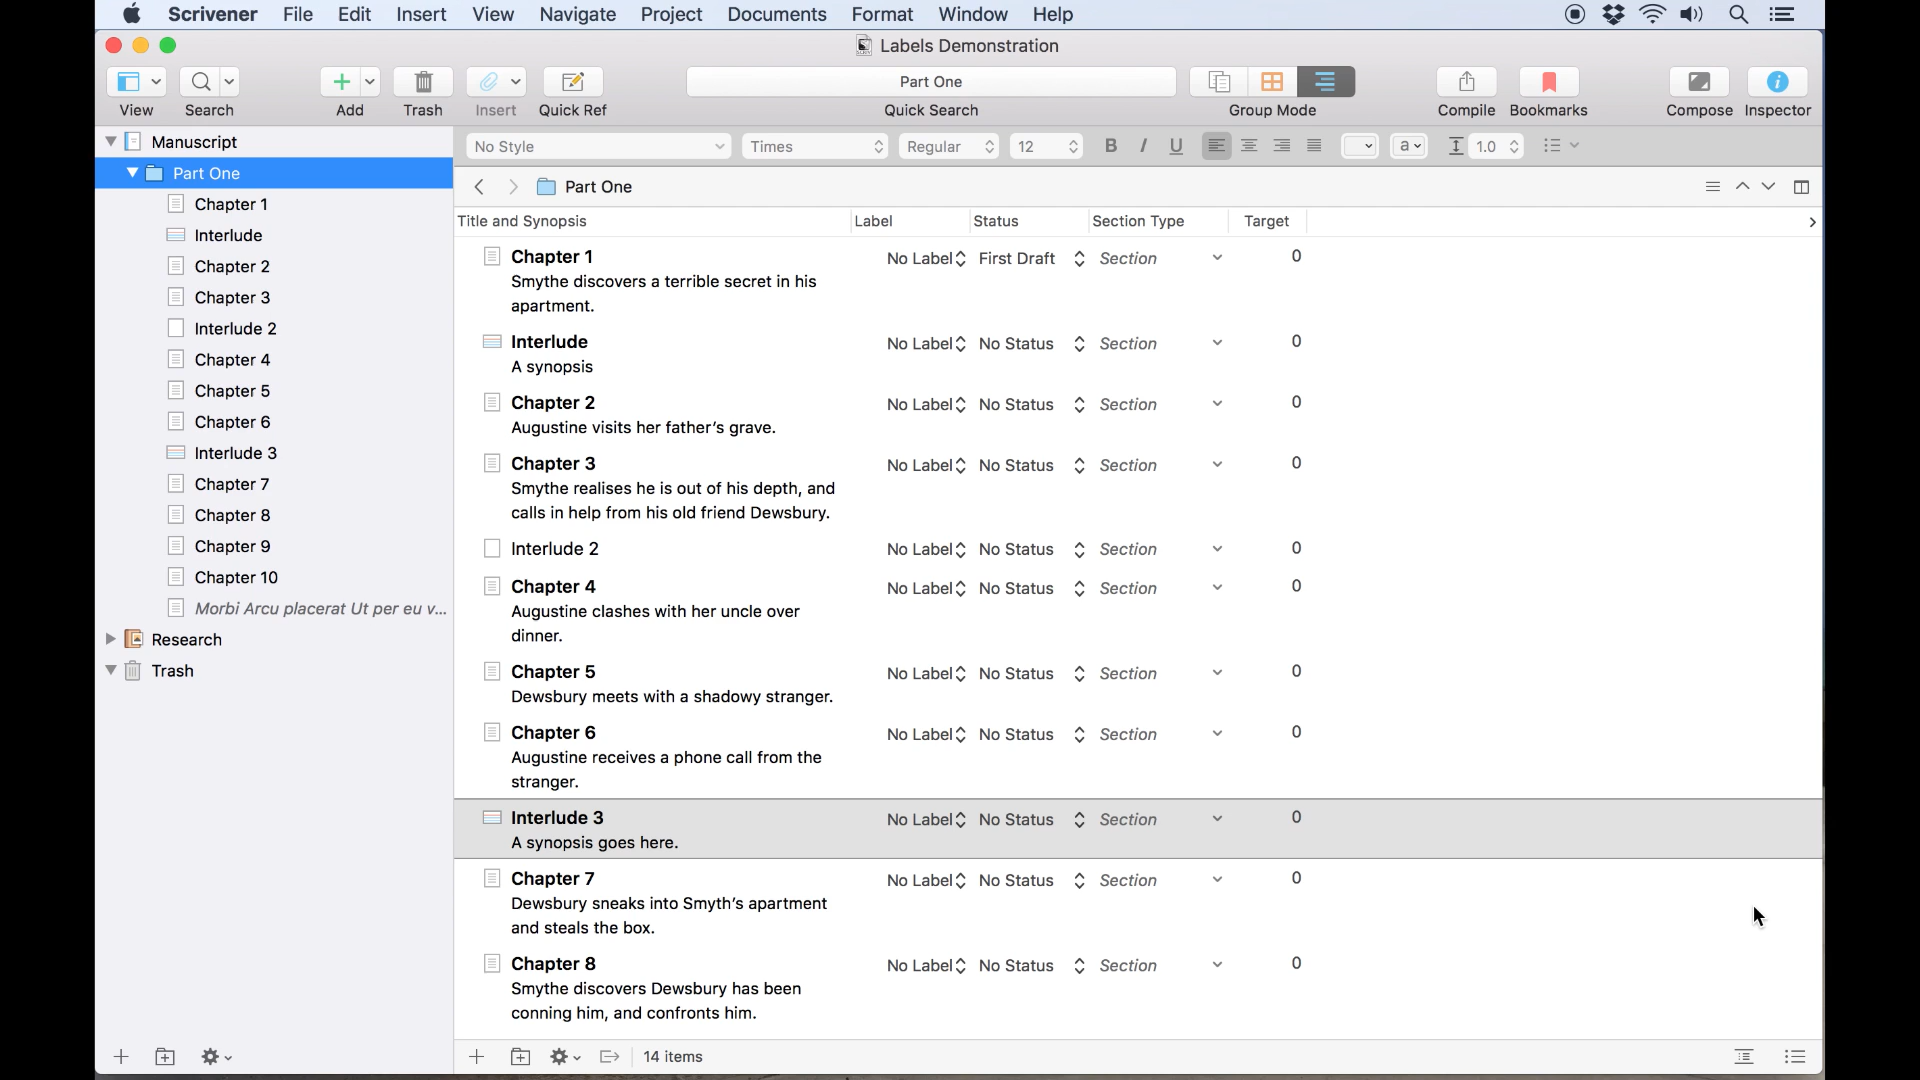 Scrivener File Edit Insert View Navigate Project Documents Format Window Help
Labels Demonstration
Part One
View Search Add Trash Insert Quick Ref Quick Search Group Mode Compile Bookmarks Compose Inspector
Manuscript
Part One
Chapter 1
Interlude
Chapter 2
Chapter 3
Interlude 2
Chapter 4
Chapter 5
Chapter 6
Interlude 3
Chapter 7
Chapter 8
Chapter 9
Chapter 10
Morbi Arcu placerat Ut per eu v...
Research
Trash
No Style Times Regular 12 B I U a 1.0
Part One
Title and Synopsis Label Status Section Type Target
Chapter 1 No Label First Draft Section 0
Smythe discovers a terrible secret in his
apartment.
Interlude No Label No Status Section 0
A synopsis
Chapter 2 No Label No Status Section 0
Augustine visits her father's grave.
Chapter 3 No Label No Status Section 0
Smythe realises he is out of his depth, and
calls in help from his old friend Dewsbury.
Interlude 2 No Label No Status Section 0
Chapter 4 No Label No Status Section 0
Augustine clashes with her uncle over
dinner.
Chapter 5 No Label No Status Section 0
Dewsbury meets with a shadowy stranger.
Chapter 6 No Label No Status Section 0
Augustine receives a phone call from the
stranger.
Interlude 3 No Label No Status Section 0
A synopsis goes here.
Chapter 7 No Label No Status Section 0
Dewsbury sneaks into Smyth's apartment
and steals the box.
Chapter 8 No Label No Status Section 0
Smythe discovers Dewsbury has been
conning him, and confronts him.
14 items